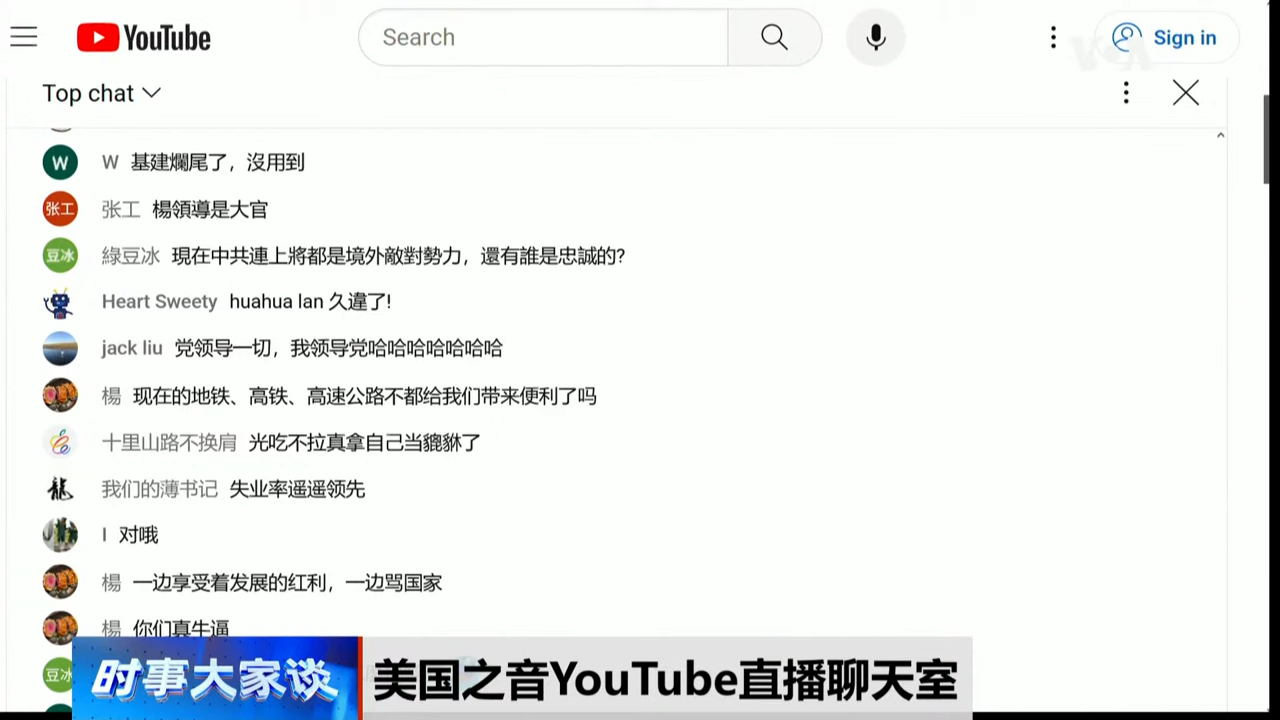 YouTube
Search
Sign in
VOA
Top chat
W W 基建爛尾了，沒用到
张工 张工 楊領導是大官
豆冰 綠豆冰 現在中共連上將都是境外敵對勢力，還有誰是忠誠的?
Heart Sweety huahua lan 久違了!
jack liu 党领导一切，我领导党哈哈哈哈哈哈哈
楊 现在的地铁、高铁、高速公路不都给我们带来便利了吗
十里山路不换肩 光吃不拉真拿自己当貔貅了
龍 我们的薄书记 失业率遥遥领先
I 对哦
楊 一边享受着发展的红利，一边骂国家
楊 你们真牛逼
豆冰
时事大家谈 美国之音YouTube直播聊天室